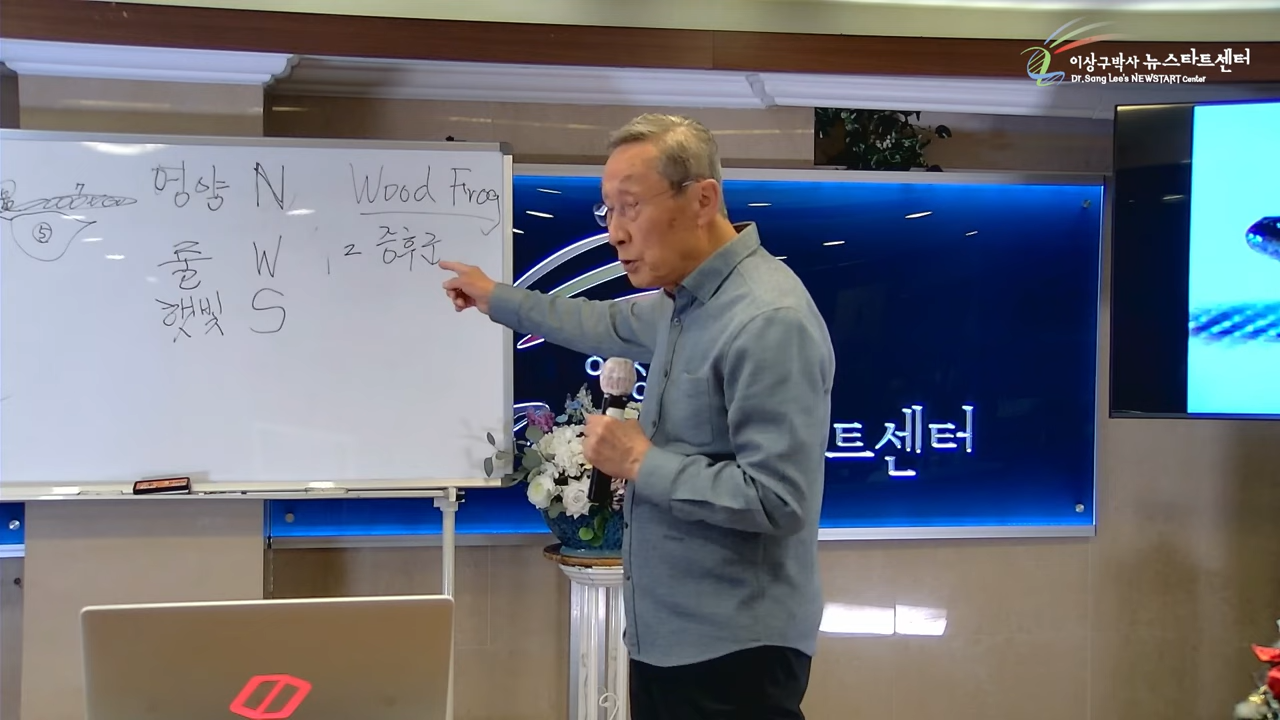 이상구박사 뉴스타트센터
Dr. Sang Lee's NEWSTART Center
영양 N Wood Frog
물 W 증후군
햇빛 S
5
트센터